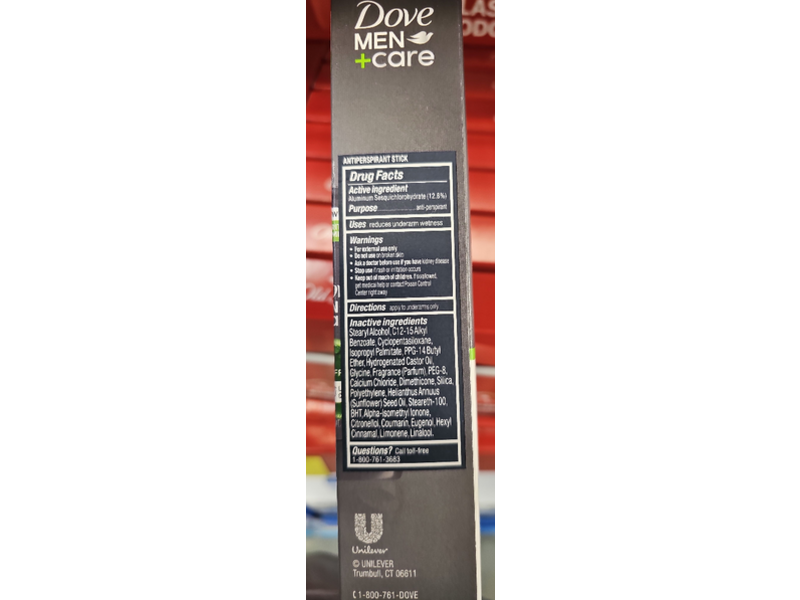 Dove
MEN
+care
ANTIPERSPIRANT STICK
Drug Facts
Active ingredient
Aluminum Sesquichlorohydrate (12.8%)
Purpose anti-perspirant
Uses reduces underarm wetness
Warnings
• For external use only
• Do not use on broken skin
• Ask a doctor before use if you have kidney disease
• Stop use if rash or irritation occurs
• Keep out of reach of children. If swallowed,
get medical help or contact Poison Control
Center right away
Directions apply to underarms only
Inactive ingredients
Stearyl Alcohol, C12-15 Alkyl
Benzoate, Cyclopentasiloxane,
Isopropyl Palmitate, PPG-14 Butyl
Ether, Hydrogenated Castor Oil,
Glycine, Fragrance (Parfum), PEG-8,
Calcium Chloride, Dimethicone, Silica,
Polyethylene, Helianthus Annuus
(Sunflower) Seed Oil, Steareth-100,
BHT, Alpha-Isomethyl Ionone,
Citronellol, Coumarin, Eugenol, Hexyl
Cinnamal, Limonene, Linalool.
Questions? Call toll-free
1-800-761-3683
Unilever
© UNILEVER
Trumbull, CT 06611
1-800-761-DOVE